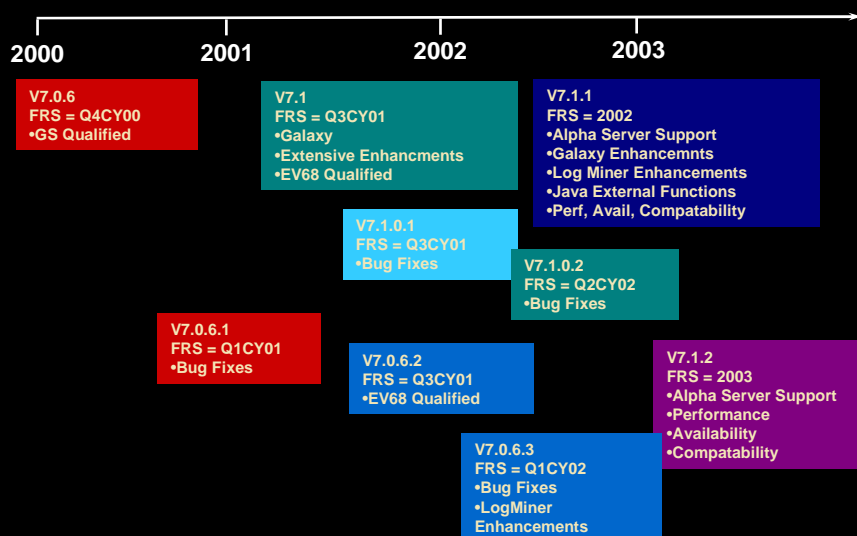 2000
2001
2002
2003
V7.0.6
FRS = Q4CY00
•GS Qualified
V7.1
FRS = Q3CY01
•Galaxy
•Extensive Enhancments
•EV68 Qualified
V7.1.1
FRS = 2002
•Alpha Server Support
•Galaxy Enhancemnts
•Log Miner Enhancements
•Java External Functions
•Perf, Avail, Compatability
V7.1.0.1
FRS = Q3CY01
•Bug Fixes
V7.1.0.2
FRS = Q2CY02
•Bug Fixes
V7.0.6.1
FRS = Q1CY01
•Bug Fixes
V7.0.6.2
FRS = Q3CY01
•EV68 Qualified
V7.1.2
FRS = 2003
•Alpha Server Support
•Performance
•Availability
•Compatability
V7.0.6.3
FRS = Q1CY02
•Bug Fixes
•LogMiner
Enhancements